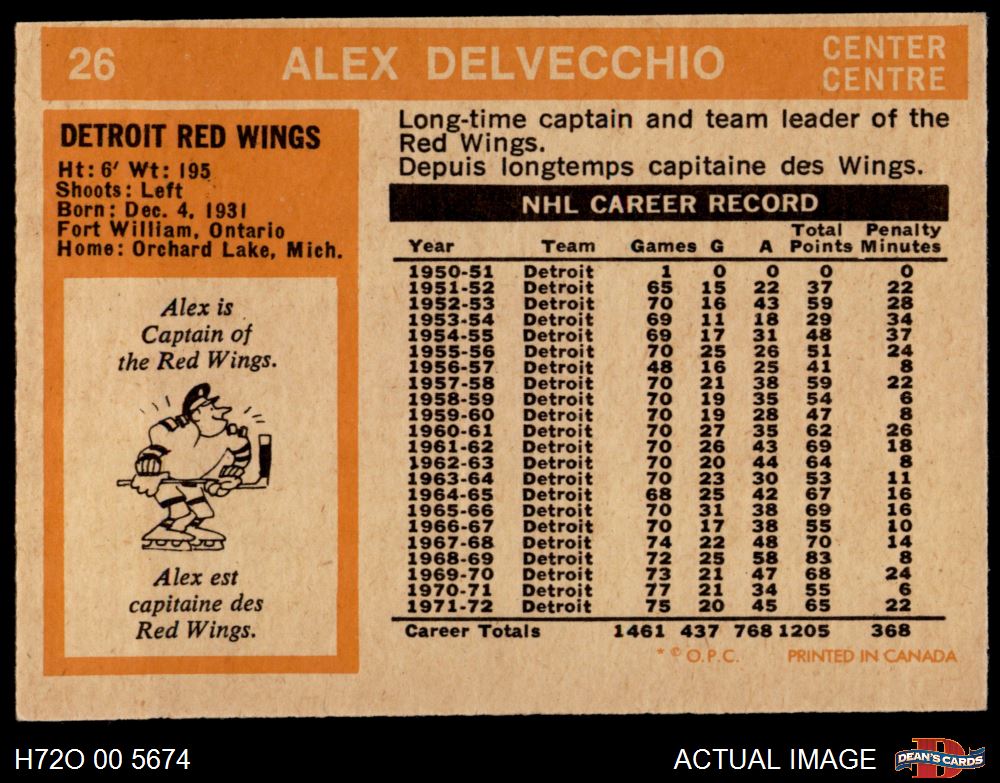 26 ALEX DELVECCHIO CENTER
CENTRE
DETROIT RED WINGS
Ht: 6' Wt: 195
Shoots: Left
Born: Dec. 4, 1931
Fort William, Ontario
Home: Orchard Lake, Mich.
Alex is
Captain of
the Red Wings.
Alex est
capitaine des
Red Wings.
Long-time captain and team leader of the
Red Wings.
Depuis longtemps capitaine des Wings.
NHL CAREER RECORD
Year Team Games G A Total Points Penalty Minutes
1950-51 Detroit 1 0 0 0 0
1951-52 Detroit 65 15 22 37 22
1952-53 Detroit 70 16 43 59 28
1953-54 Detroit 69 11 18 29 34
1954-55 Detroit 69 17 31 48 37
1955-56 Detroit 70 25 26 51 24
1956-57 Detroit 48 16 25 41 8
1957-58 Detroit 70 21 38 59 22
1958-59 Detroit 70 19 35 54 6
1959-60 Detroit 70 19 28 47 8
1960-61 Detroit 70 27 35 62 26
1961-62 Detroit 70 26 43 69 18
1962-63 Detroit 70 20 44 64 8
1963-64 Detroit 70 23 30 53 11
1964-65 Detroit 68 25 42 67 16
1965-66 Detroit 70 31 38 69 16
1966-67 Detroit 70 17 38 55 10
1967-68 Detroit 74 22 48 70 14
1968-69 Detroit 72 25 58 83 8
1969-70 Detroit 73 21 47 68 24
1970-71 Detroit 77 21 34 55 6
1971-72 Detroit 75 20 45 65 22
Career Totals 1461 437 768 1205 368
* © O.P.C. PRINTED IN CANADA
H72O 00 5674 ACTUAL IMAGE D DEAN'S CARDS